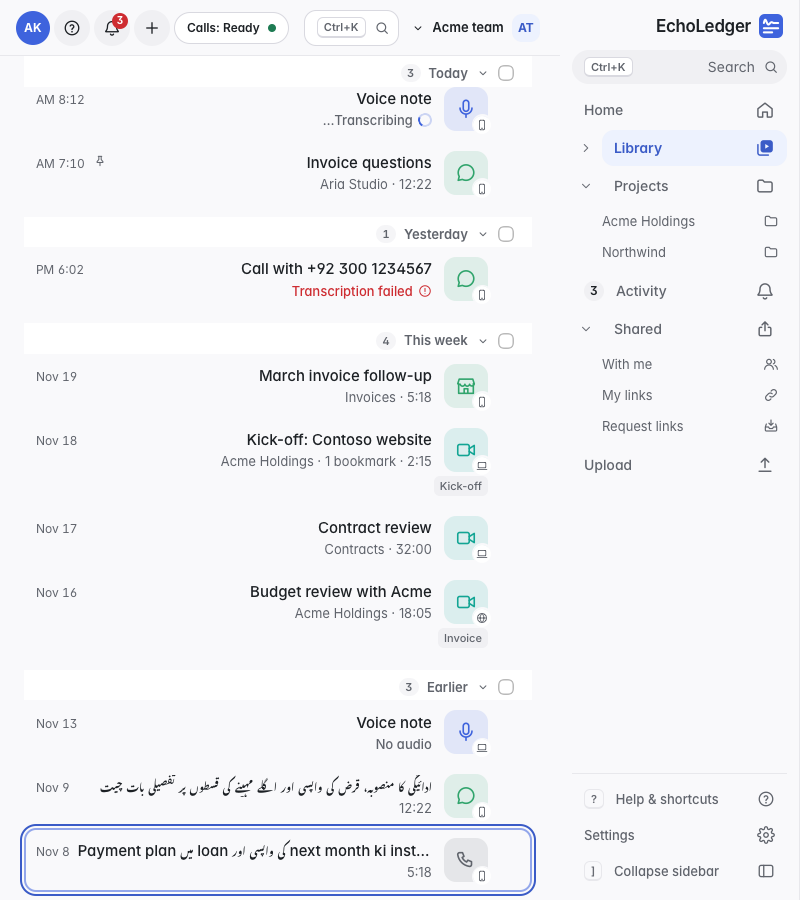 AK
3
Calls: Ready
Ctrl+K
Acme team
AT
EchoLedger
Ctrl+K
Search
Home
Library
Projects
Acme Holdings
Northwind
3
Activity
Shared
With me
My links
Request links
Upload
?
Help & shortcuts
Settings
]
Collapse sidebar
3
Today
AM 8:12
Voice note
...Transcribing
AM 7:10
Invoice questions
Aria Studio · 12:22
1
Yesterday
PM 6:02
Call with +92 300 1234567
Transcription failed
4
This week
Nov 19
March invoice follow-up
Invoices · 5:18
Nov 18
Kick-off: Contoso website
Acme Holdings · 1 bookmark · 2:15
Kick-off
Nov 17
Contract review
Contracts · 32:00
Nov 16
Budget review with Acme
Acme Holdings · 18:05
Invoice
3
Earlier
Nov 13
Voice note
No audio
Nov 9
ادائیگی کا منصوبہ، قرض کی واپسی اور اگلے مہینے کی قسطوں پر تفصیلی بات چیت
12:22
Nov 8
Payment plan میں loan کی واپسی اور next month ki inst...
5:18